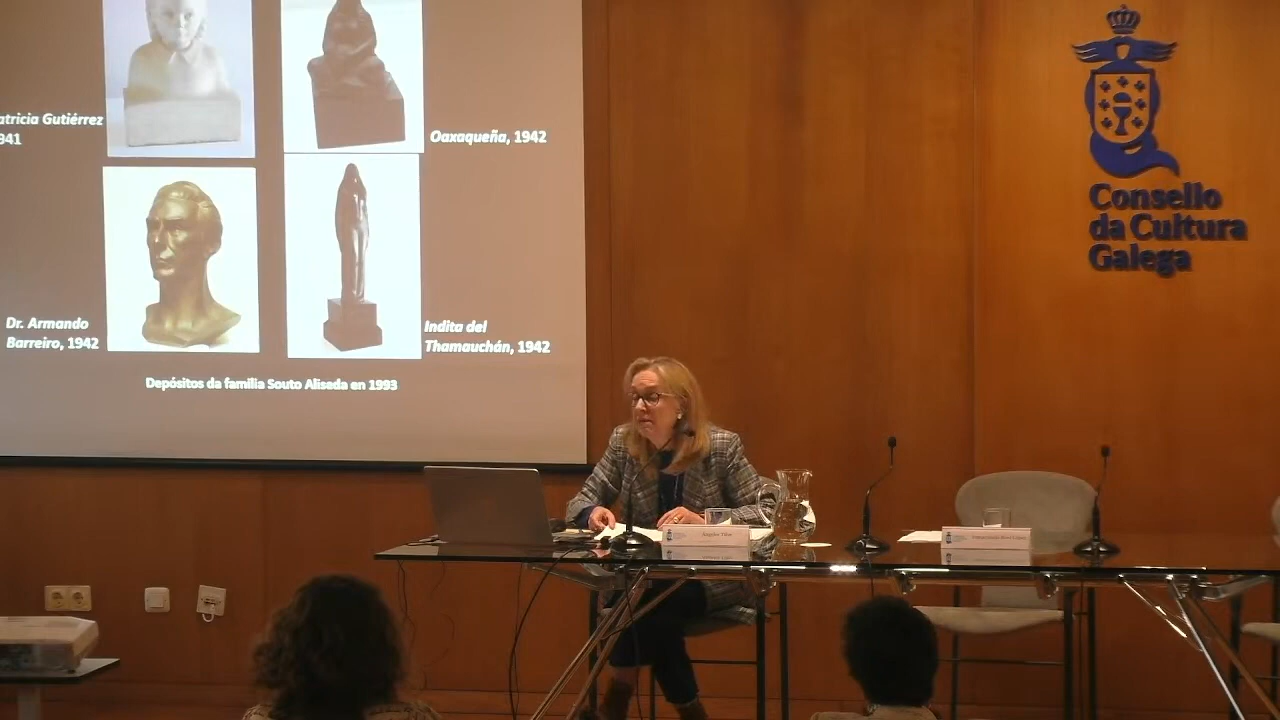 atricia Gutiérrez
941
Oaxaqueña, 1942
Dr. Armando
Barreiro, 1942
Indita del
Thamauchán, 1942
Depósitos da familia Souto Aliseda en 1993
Consello
da Cultura
Galega